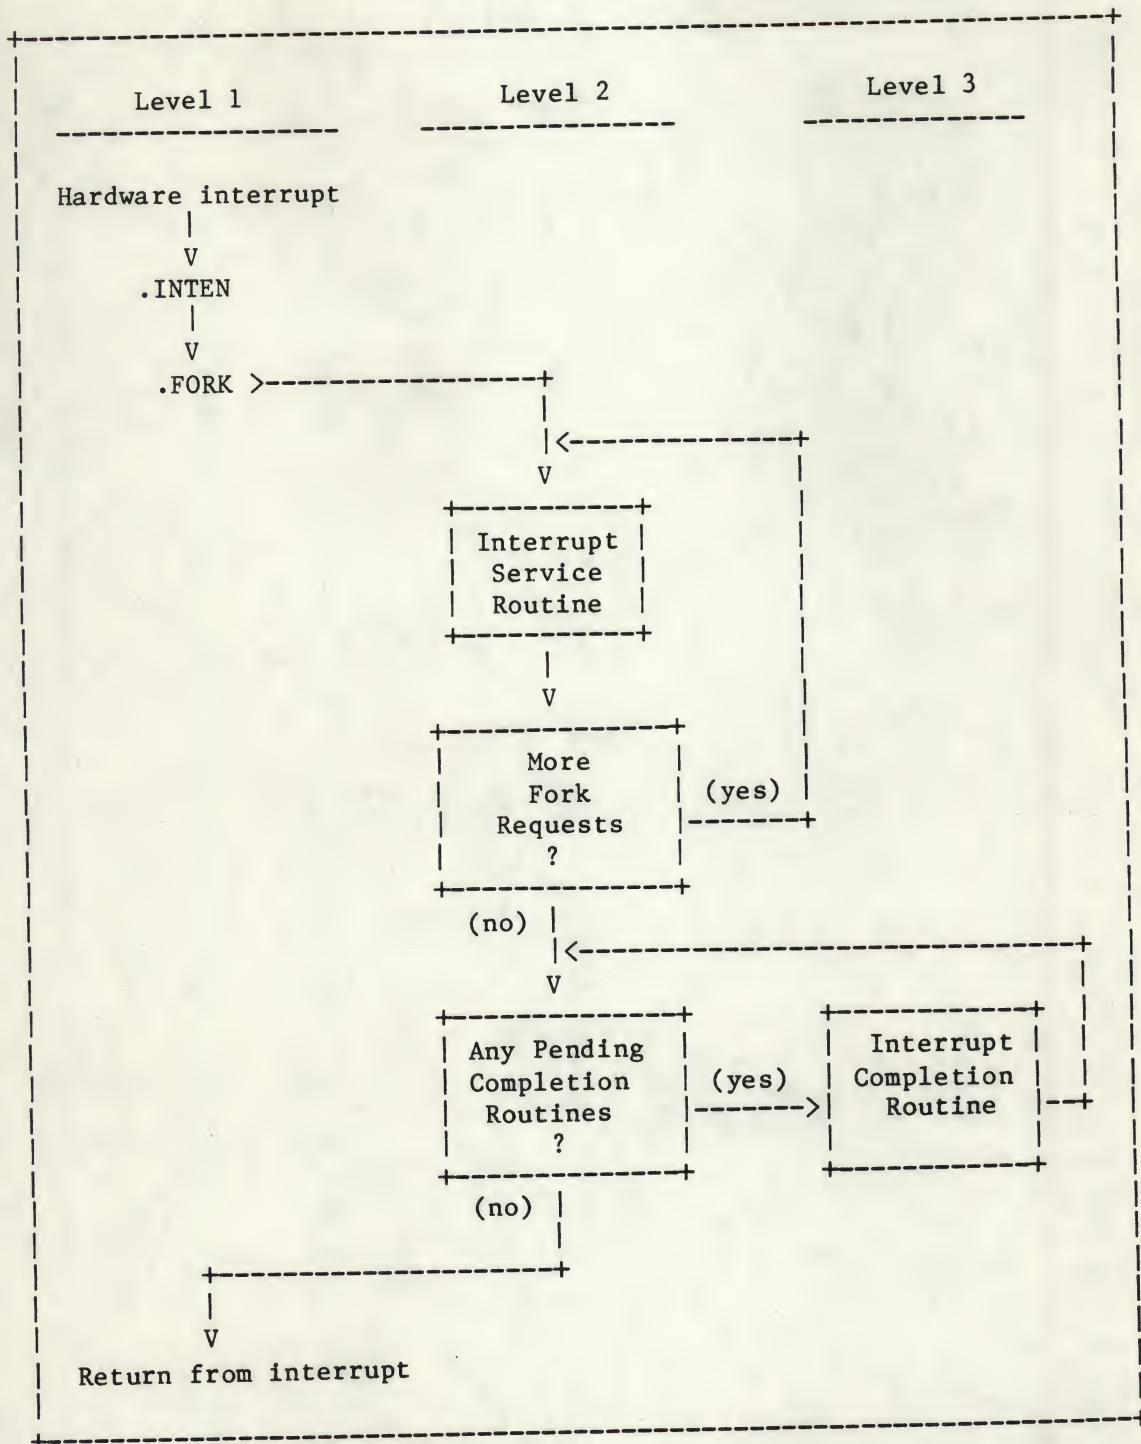 Level 1 Level 2 Level 3
Hardware interrupt
.INTEN
.FORK
Interrupt
Service
Routine
More
Fork
Requests
?
(yes)
(no)
Any Pending
Completion
Routines
?
(yes)
Interrupt
Completion
Routine
(no)
Return from interrupt